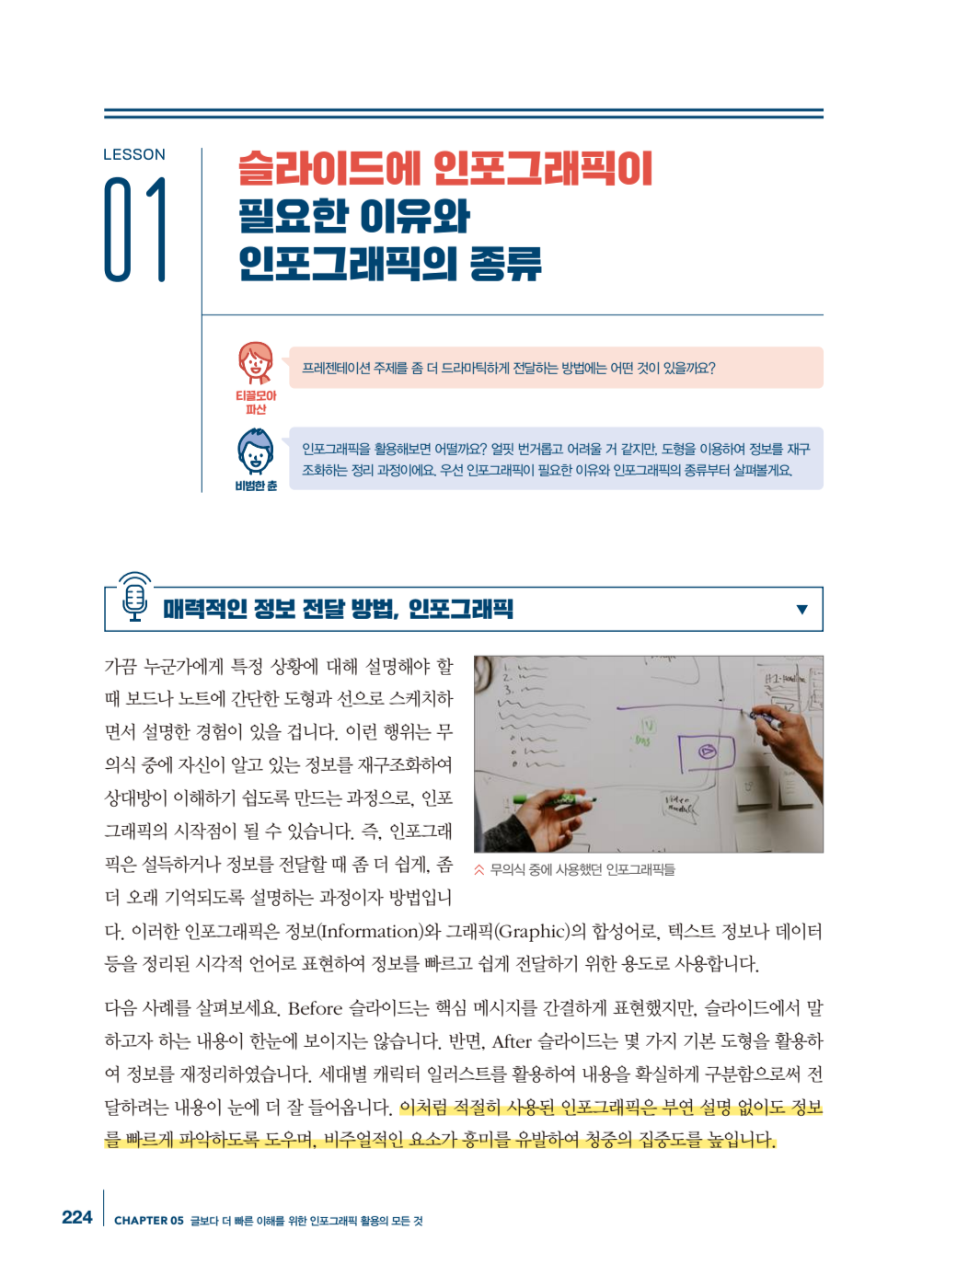 LESSON
01
슬라이드에 인포그래픽이
필요한 이유와
인포그래픽의 종류
프레젠테이션 주제를 좀 더 드라마틱하게 전달하는 방법에는 어떤 것이 있을까요?
티끌모아
파산
인포그래픽을 활용해보면 어떨까요? 얼핏 번거롭고 어려울 거 같지만, 도형을 이용하여 정보를 재구
조화하는 정리 과정이에요. 우선 인포그래픽이 필요한 이유와 인포그래픽의 종류부터 살펴볼게요.
비범한 츈
매력적인 정보 전달 방법, 인포그래픽
가끔 누군가에게 특정 상황에 대해 설명해야 할
때 보드나 노트에 간단한 도형과 선으로 스케치하
면서 설명한 경험이 있을 겁니다. 이런 행위는 무
의식 중에 자신이 알고 있는 정보를 재구조화하여
상대방이 이해하기 쉽도록 만드는 과정으로, 인포
그래픽의 시작점이 될 수 있습니다. 즉, 인포그래
픽은 설득하거나 정보를 전달할 때 좀 더 쉽게, 좀
더 오래 기억되도록 설명하는 과정이자 방법입니
1.
2.
3.
무의식 중에 사용했던 인포그래픽들
다. 이러한 인포그래픽은 정보(Information)와 그래픽(Graphic)의 합성어로, 텍스트 정보나 데이터
등을 정리된 시각적 언어로 표현하여 정보를 빠르고 쉽게 전달하기 위한 용도로 사용합니다.
다음 사례를 살펴보세요. Before 슬라이드는 핵심 메시지를 간결하게 표현했지만, 슬라이드에서 말
하고자 하는 내용이 한눈에 보이지는 않습니다. 반면, After 슬라이드는 몇 가지 기본 도형을 활용하
여 정보를 재정리하였습니다. 세대별 캐릭터 일러스트를 활용하여 내용을 확실하게 구분함으로써 전
달하려는 내용이 눈에 더 잘 들어옵니다. 이처럼 적절히 사용된 인포그래픽은 부연 설명 없이도 정보
를 빠르게 파악하도록 도우며, 비주얼적인 요소가 흥미를 유발하여 청중의 집중도를 높입니다.
224
CHAPTER 05 글보다 더 빠른 이해를 위한 인포그래픽 활용의 모든 것